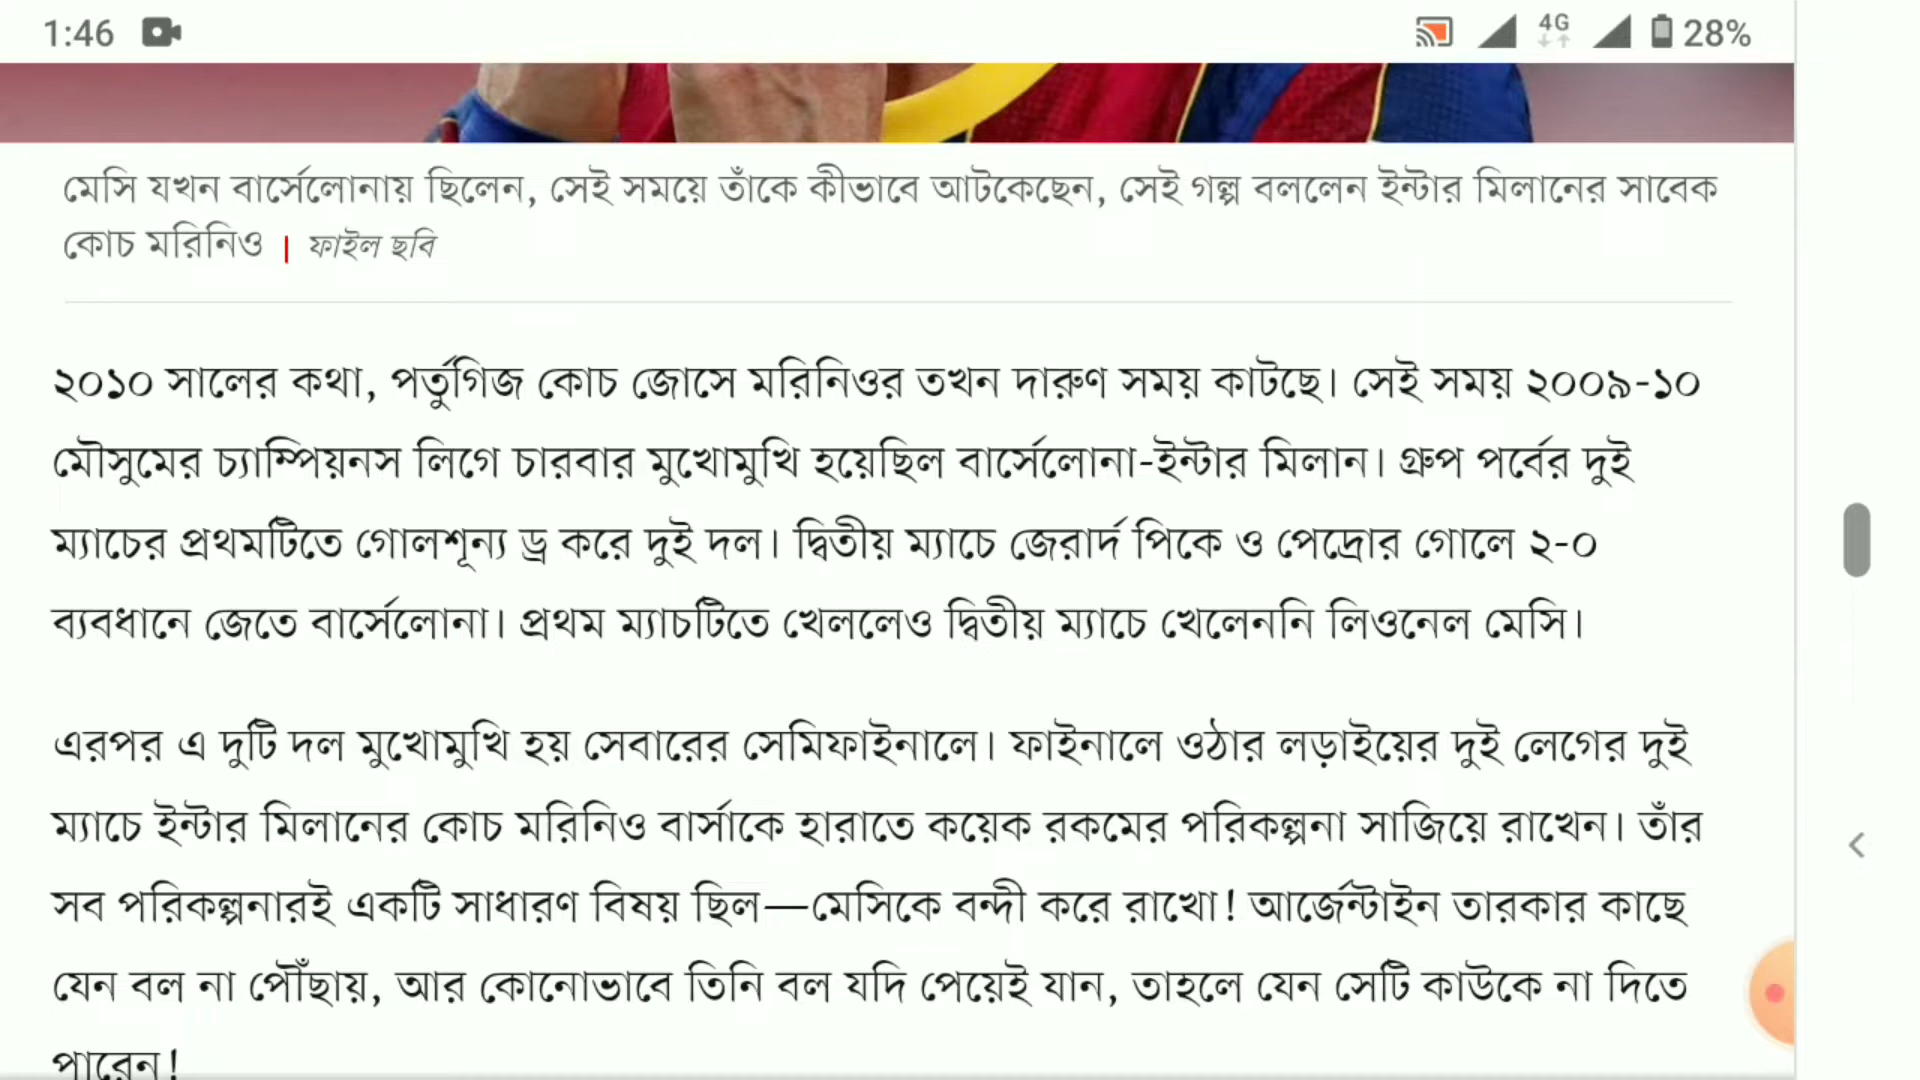 1:46
4G
28%
মেসি যখন বার্সেলোনায় ছিলেন, সেই সময়ে তাঁকে কীভাবে আটকেছেন, সেই গল্প বললেন ইন্টার মিলানের সাবেক
কোচ মরিনিও | ফাইল ছবি
২০১০ সালের কথা, পর্তুগিজ কোচ জোসে মরিনিওর তখন দারুণ সময় কাটছে। সেই সময় ২০০৯-১০
মৌসুমের চ্যাম্পিয়নস লিগে চারবার মুখোমুখি হয়েছিল বার্সেলোনা-ইন্টার মিলান। গ্রুপ পর্বের দুই
ম্যাচের প্রথমটিতে গোলশূন্য ড্র করে দুই দল। দ্বিতীয় ম্যাচে জেরার্দ পিকে ও পেদ্রোর গোলে ২-০
ব্যবধানে জেতে বার্সেলোনা। প্রথম ম্যাচটিতে খেললেও দ্বিতীয় ম্যাচে খেলেননি লিওনেল মেসি।
এরপর এ দুটি দল মুখোমুখি হয় সেবারের সেমিফাইনালে। ফাইনালে ওঠার লড়াইয়ের দুই লেগের দুই
ম্যাচে ইন্টার মিলানের কোচ মরিনিও বার্সাকে হারাতে কয়েক রকমের পরিকল্পনা সাজিয়ে রাখেন। তাঁর
সব পরিকল্পনারই একটি সাধারণ বিষয় ছিল—মেসিকে বন্দী করে রাখো! আর্জেন্টাইন তারকার কাছে
যেন বল না পৌঁছায়, আর কোনোভাবে তিনি বল যদি পেয়েই যান, তাহলে যেন সেটি কাউকে না দিতে
পারেন!